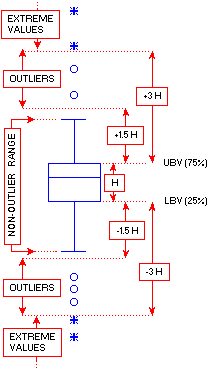 EXTREME
VALUES
OUTLIERS
+3 H
+1.5 H
NON-OUTLIER RANGE
UBV (75%)
H
LBV (25%)
-1.5 H
-3 H
OUTLIERS
EXTREME
VALUES